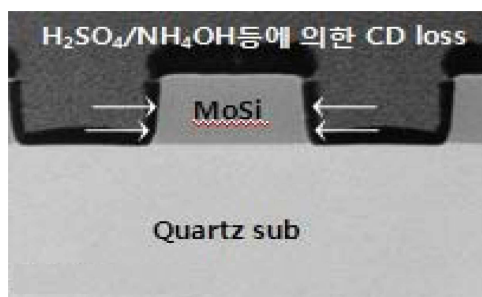 H₂SO₄/NH₄OH등에 의한 CD loss
MoSi
Quartz sub